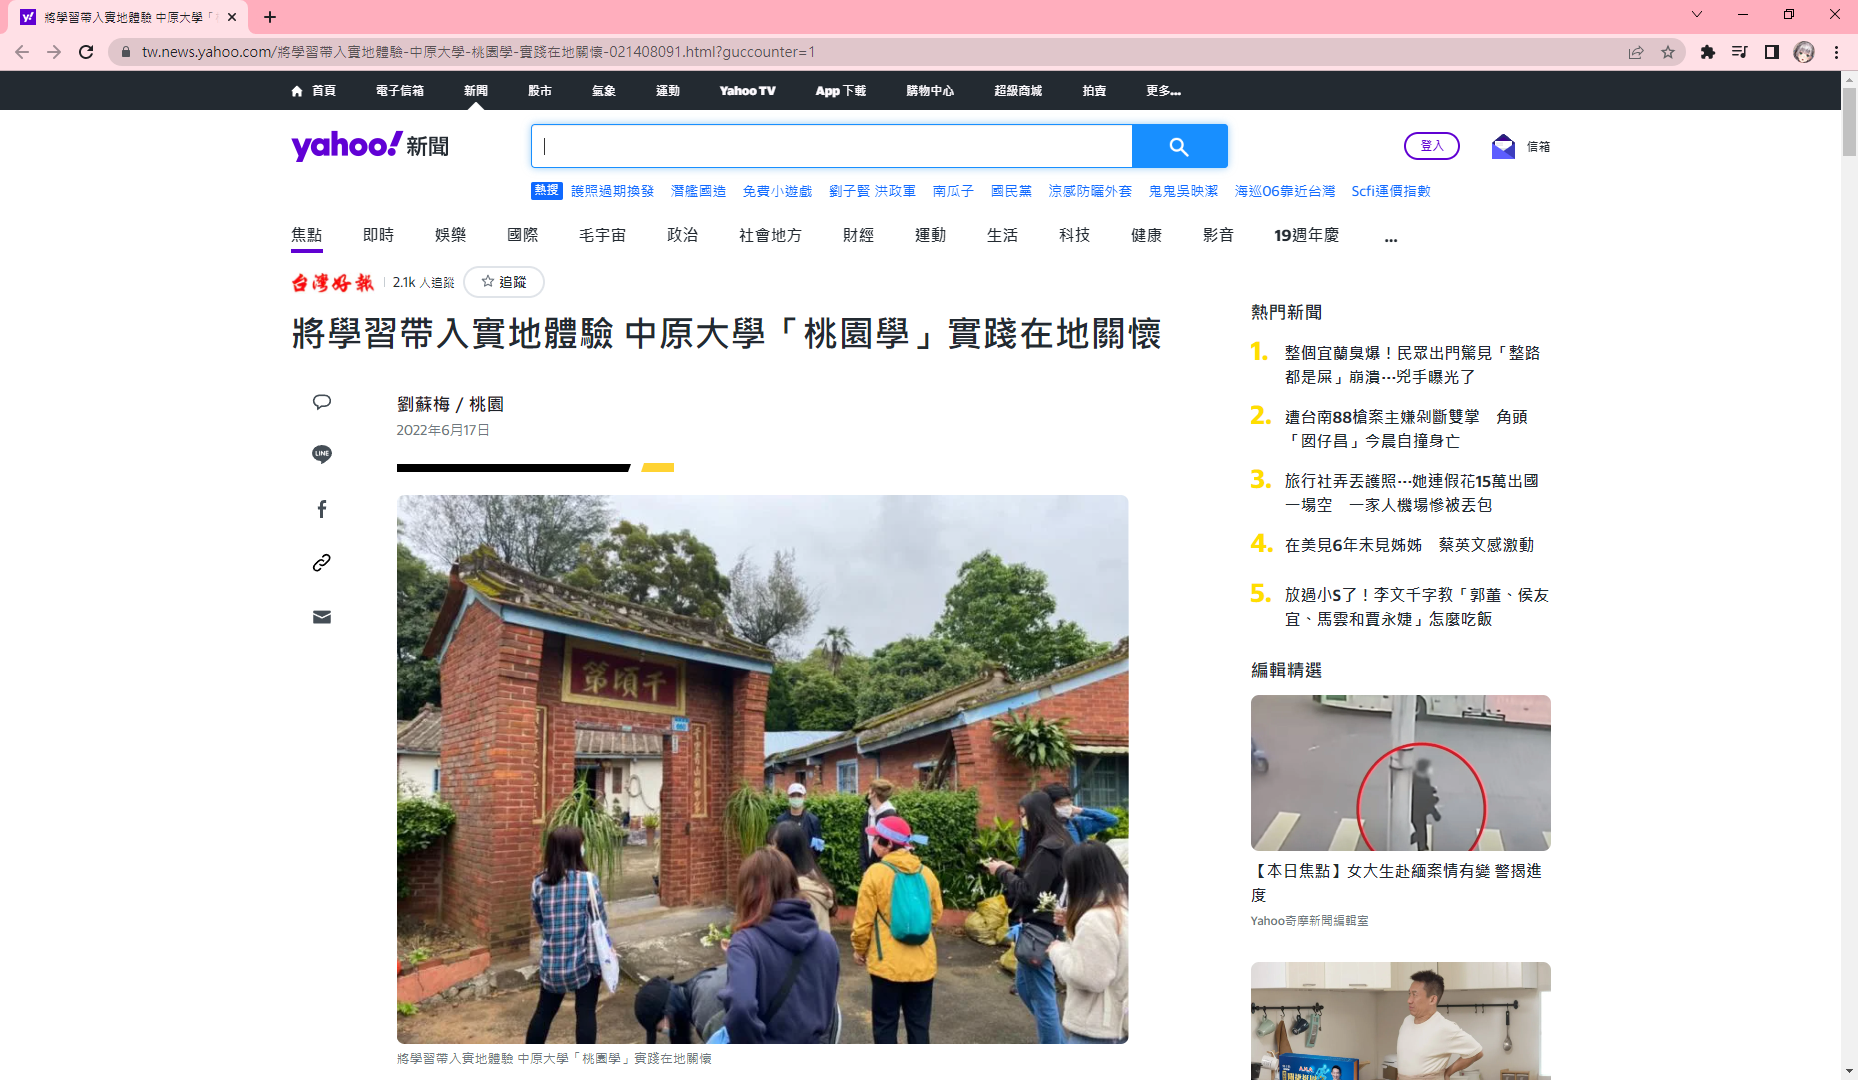 將學習帶入實地體驗 中原大學「
tw.news.yahoo.com/將學習帶入實地體驗-中原大學-桃園學-實踐在地關懷-021408091.html?guccounter=1
首頁 電子信箱 新聞 股市 氣象 運動 Yahoo TV App 下載 購物中心 超級商城 拍賣 更多...
yahoo! 新聞
登入
信箱
熱搜 護照過期換發 潛艦國造 免費小遊戲 劉子賢 洪政軍 南瓜子 國民黨 涼感防曬外套 鬼鬼吳映潔 海巡06靠近台灣 Scfi運價指數
焦點 即時 娛樂 國際 毛宇宙 政治 社會地方 財經 運動 生活 科技 健康 影音 19週年慶 ...
台灣好報 2.1k 人追蹤 追蹤
將學習帶入實地體驗 中原大學「桃園學」實踐在地關懷
劉蘇梅 / 桃園
2022年6月17日
LINE
千頃第
將學習帶入實地體驗 中原大學「桃園學」實踐在地關懷
熱門新聞
1. 整個宜蘭臭爆！民眾出門驚見「整路
都是屎」崩潰…兇手曝光了
2. 遭台南88槍案主嫌剁斷雙掌 角頭
「囡仔昌」今晨自撞身亡
3. 旅行社弄丟護照…她連假花15萬出國
一場空 一家人機場慘被丟包
4. 在美見6年未見姊姊 蔡英文感激動
5. 放過小S了！李文千字教「郭董、侯友
宜、馬雲和賈永婕」怎麼吃飯
編輯精選
【本日焦點】女大生赴緬案情有變 警揭進
度
Yahoo奇摩新聞編輯室